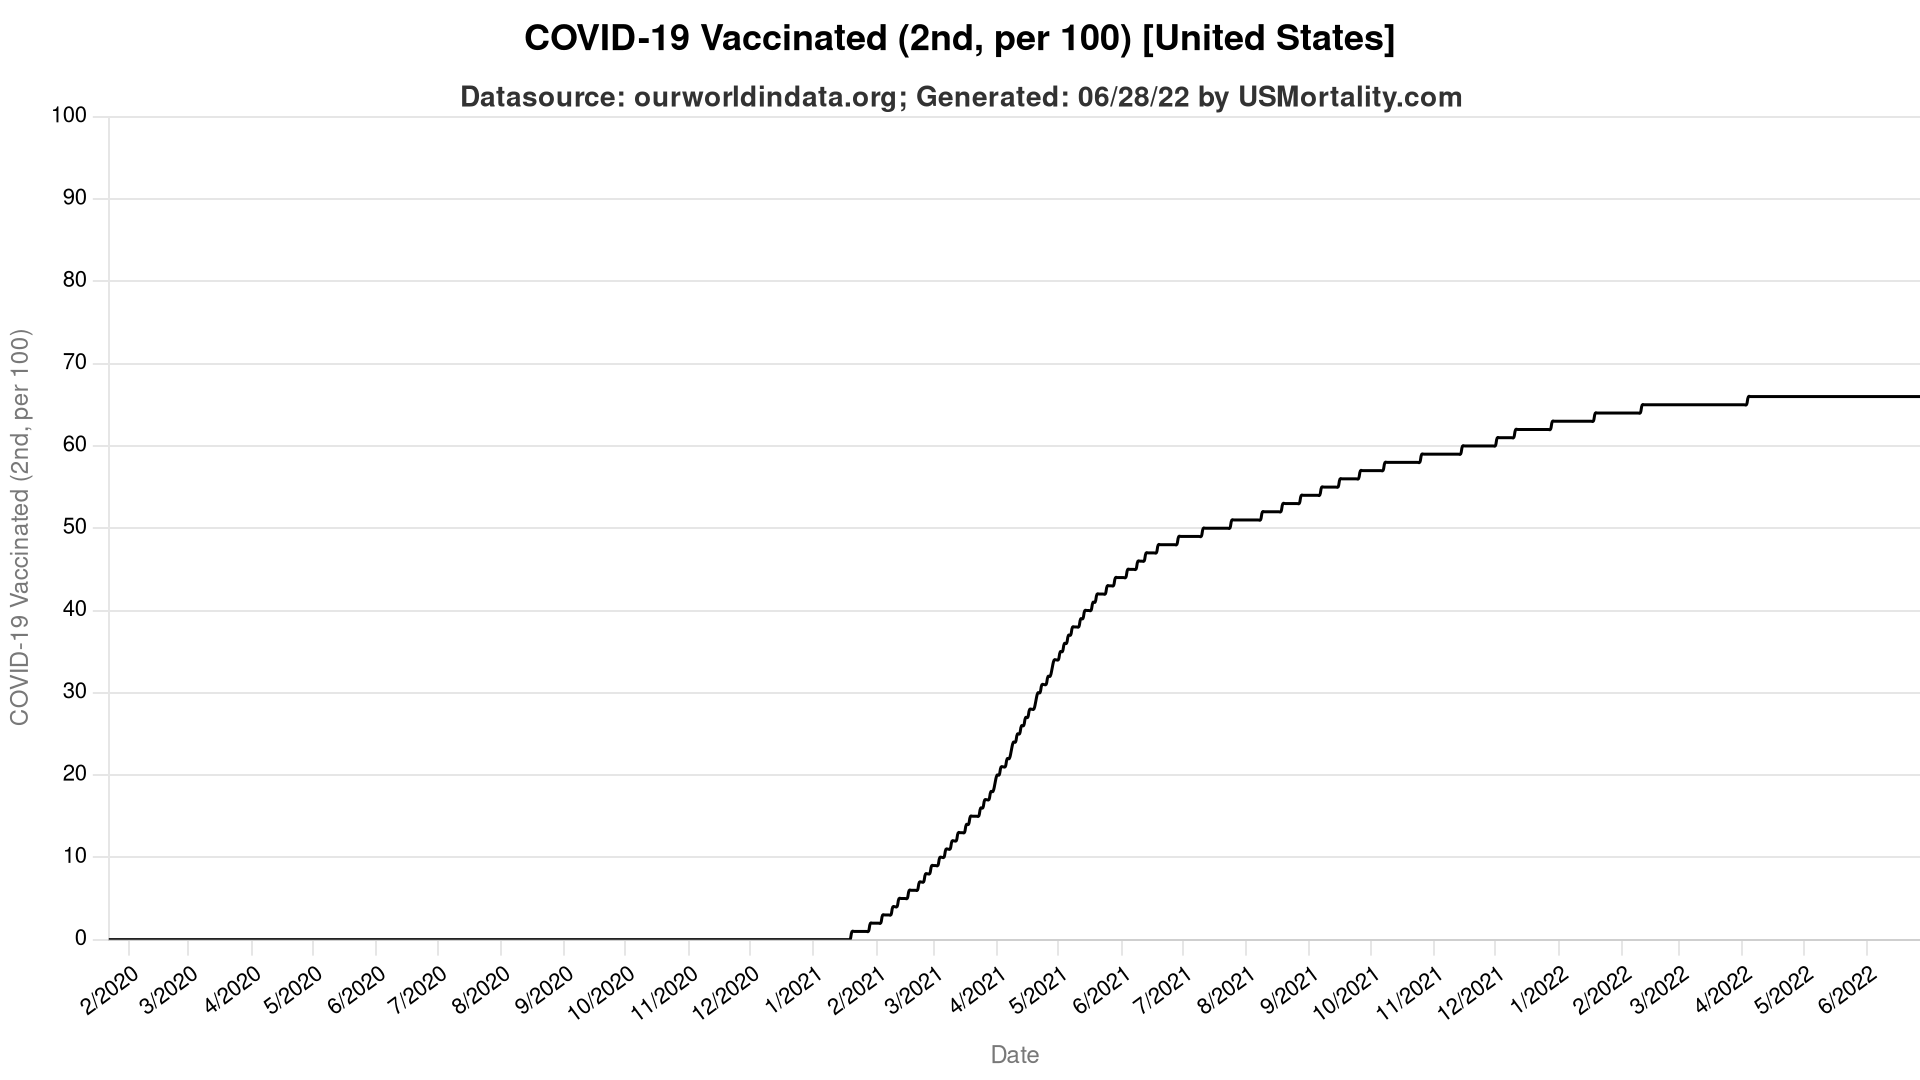 COVID-19 Vaccinated (2nd, per 100) [United States]
Datasource: ourworldindata.org; Generated: 06/28/22 by USMortality.com
COVID-19 Vaccinated (2nd, per 100)
100
90
80
70
60
50
40
30
20
10
0
2/2020 3/2020 4/2020 5/2020 6/2020 7/2020 8/2020 9/2020 10/2020 11/2020 12/2020 1/2021 2/2021 3/2021 4/2021 5/2021 6/2021 7/2021 8/2021 9/2021 10/2021 11/2021 12/2021 1/2022 2/2022 3/2022 4/2022 5/2022 6/2022
Date